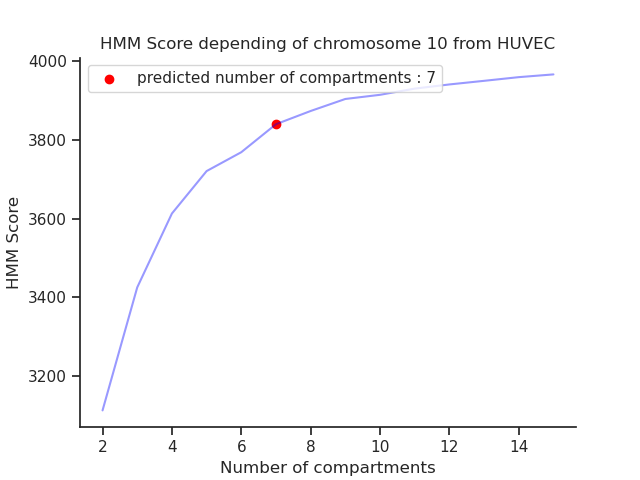 HMM Score depending of chromosome 10 from HUVEC
predicted number of compartments : 7
HMM Score
4000
3800
3600
3400
3200
2 4 6 8 10 12 14
Number of compartments